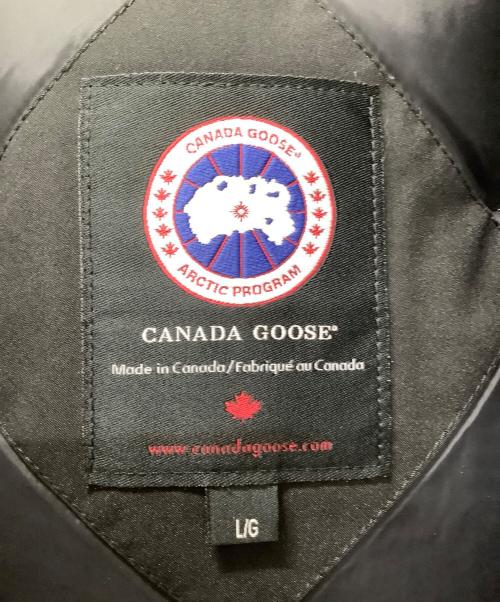 CANADA GOOSE®
ARCTIC PROGRAM
CANADA GOOSE®
Made in Canada/Fabriqué au Canada
www.canadagoose.com
L/G